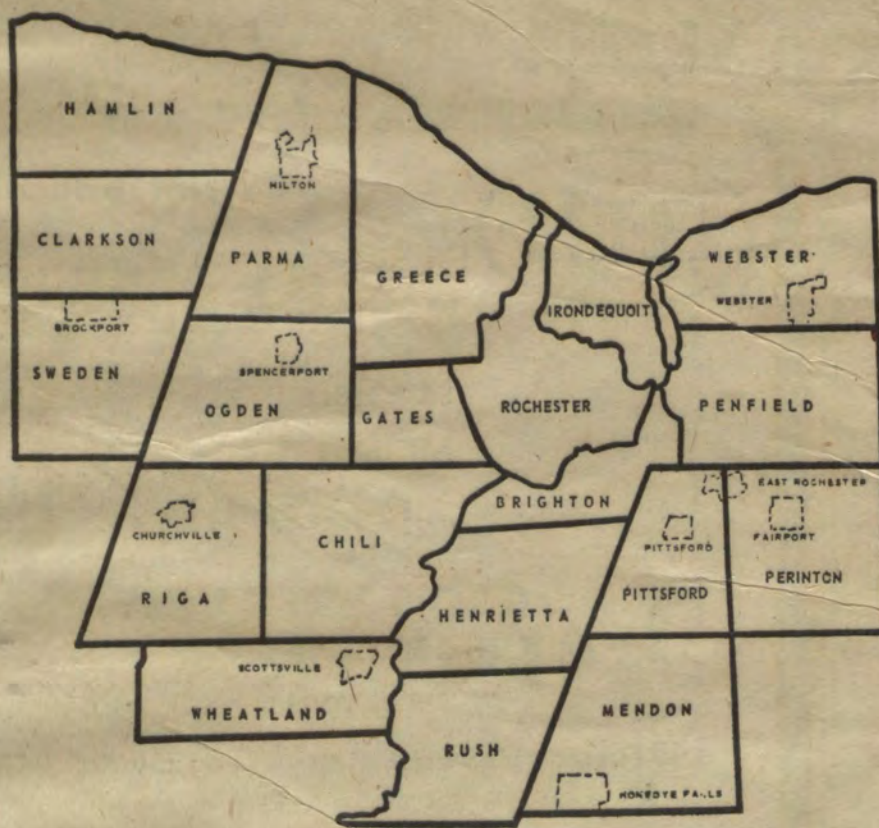 HAMLIN
HILTON
CLARKSON
PARMA
WEBSTER
GREECE
WEBSTER
IRONDEQUOIT
BROCKPORT
SWEDEN
SPENCERPORT
OGDEN
GATES
ROCHESTER
PENFIELD
EAST ROCHESTER
BRIGHTON
CHURCHVILLE
CHILI
PITTSFORD
FAIRPORT
RIGA
PITTSFORD
PERINTON
HENRIETTA
SCOTTSVILLE
WHEATLAND
MENDON
RUSH
HONEOYE FALLS